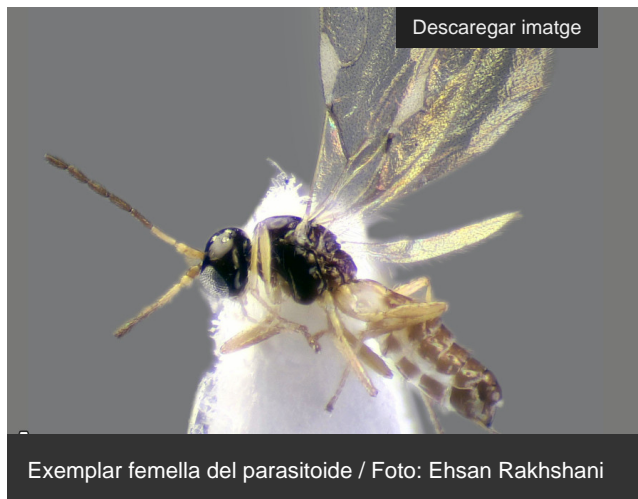 Descaregar imatge
Exemplar femella del parasitoide / Foto: Ehsan Rakhshani